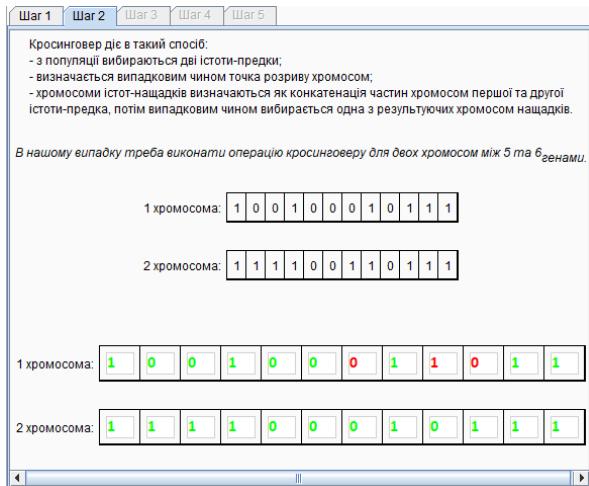 Шаг 1 Шаг 2 Шаг 3 Шаг 4 Шаг 5
Кросинговер діє в такий спосіб:
- з популяції вибираються дві істоти-предки;
- визначається випадковим чином точка розриву хромосом;
- хромосоми істот-нащадків визначаються як конкатенація частин хромосом першої та другої
істоти-предка, потім випадковим чином вибирається одна з результуючих хромосом нащадків.
В нашому випадку треба виконати операцію кросинговеру для двох хромосом між 5 та 6генами.
1 хромосома: 1 0 0 1 0 0 0 1 0 1 1 1
2 хромосома: 1 1 1 1 0 0 1 1 0 1 1 1
1 хромосома: 1 0 0 1 0 0 0 1 1 0 1 1
2 хромосома: 1 1 1 1 0 0 0 1 0 1 1 1